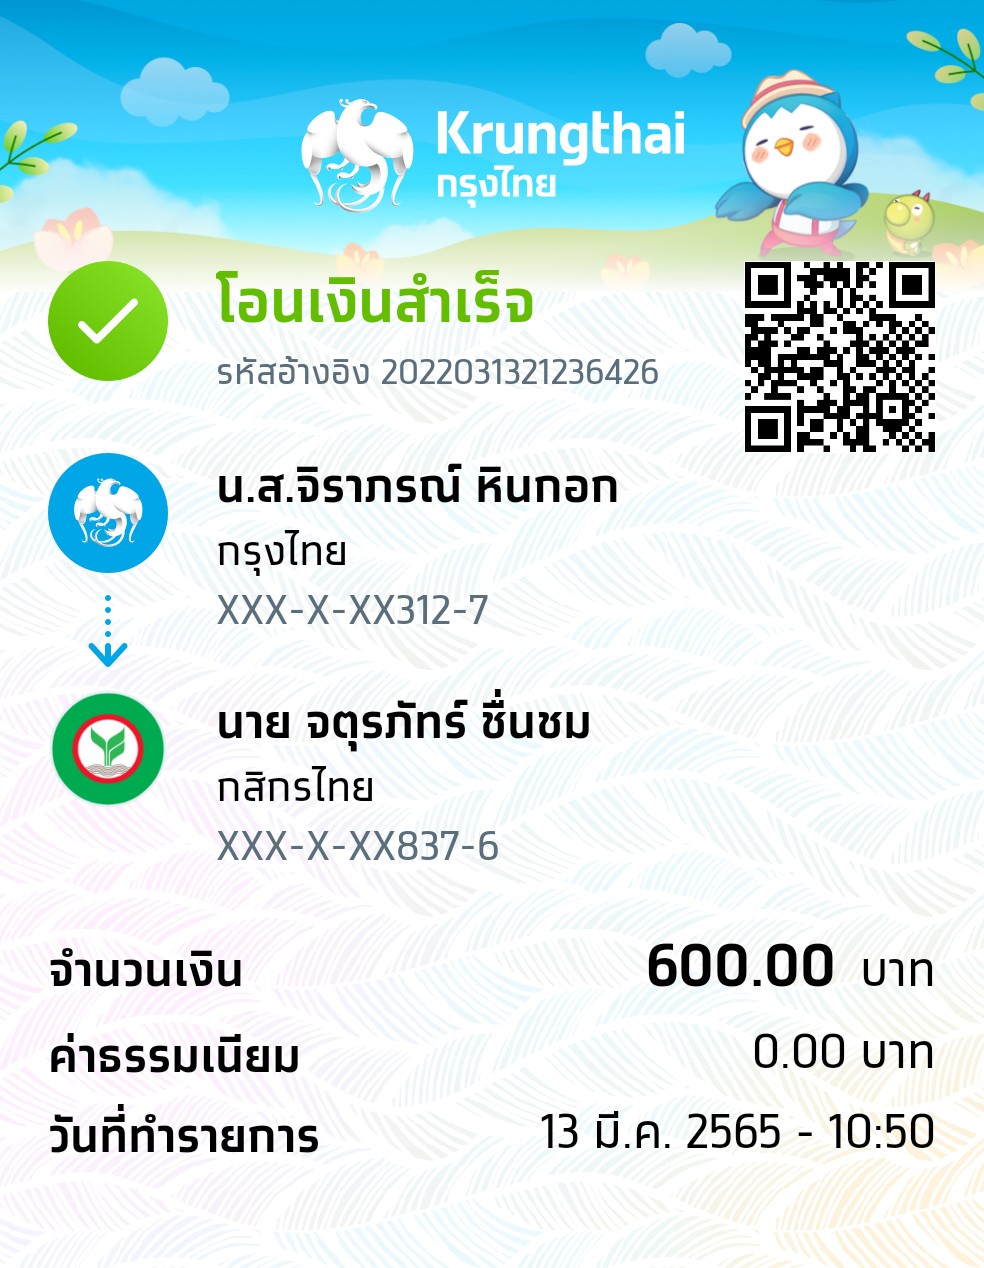 Krungthai
กรุงไทย
โอนเงินสำเร็จ
รหัสอ้างอิง 2022031321236426
น.ส.จิราภรณ์ หินกอก
กรุงไทย
XXX-X-XX312-7
นาย จตุรภัทร์ ชื่นชม
กสิกรไทย
XXX-X-XX837-6
จำนวนเงิน 600.00 บาท
ค่าธรรมเนียม 0.00 บาท
วันที่ทำรายการ 13 มี.ค. 2565 - 10:50